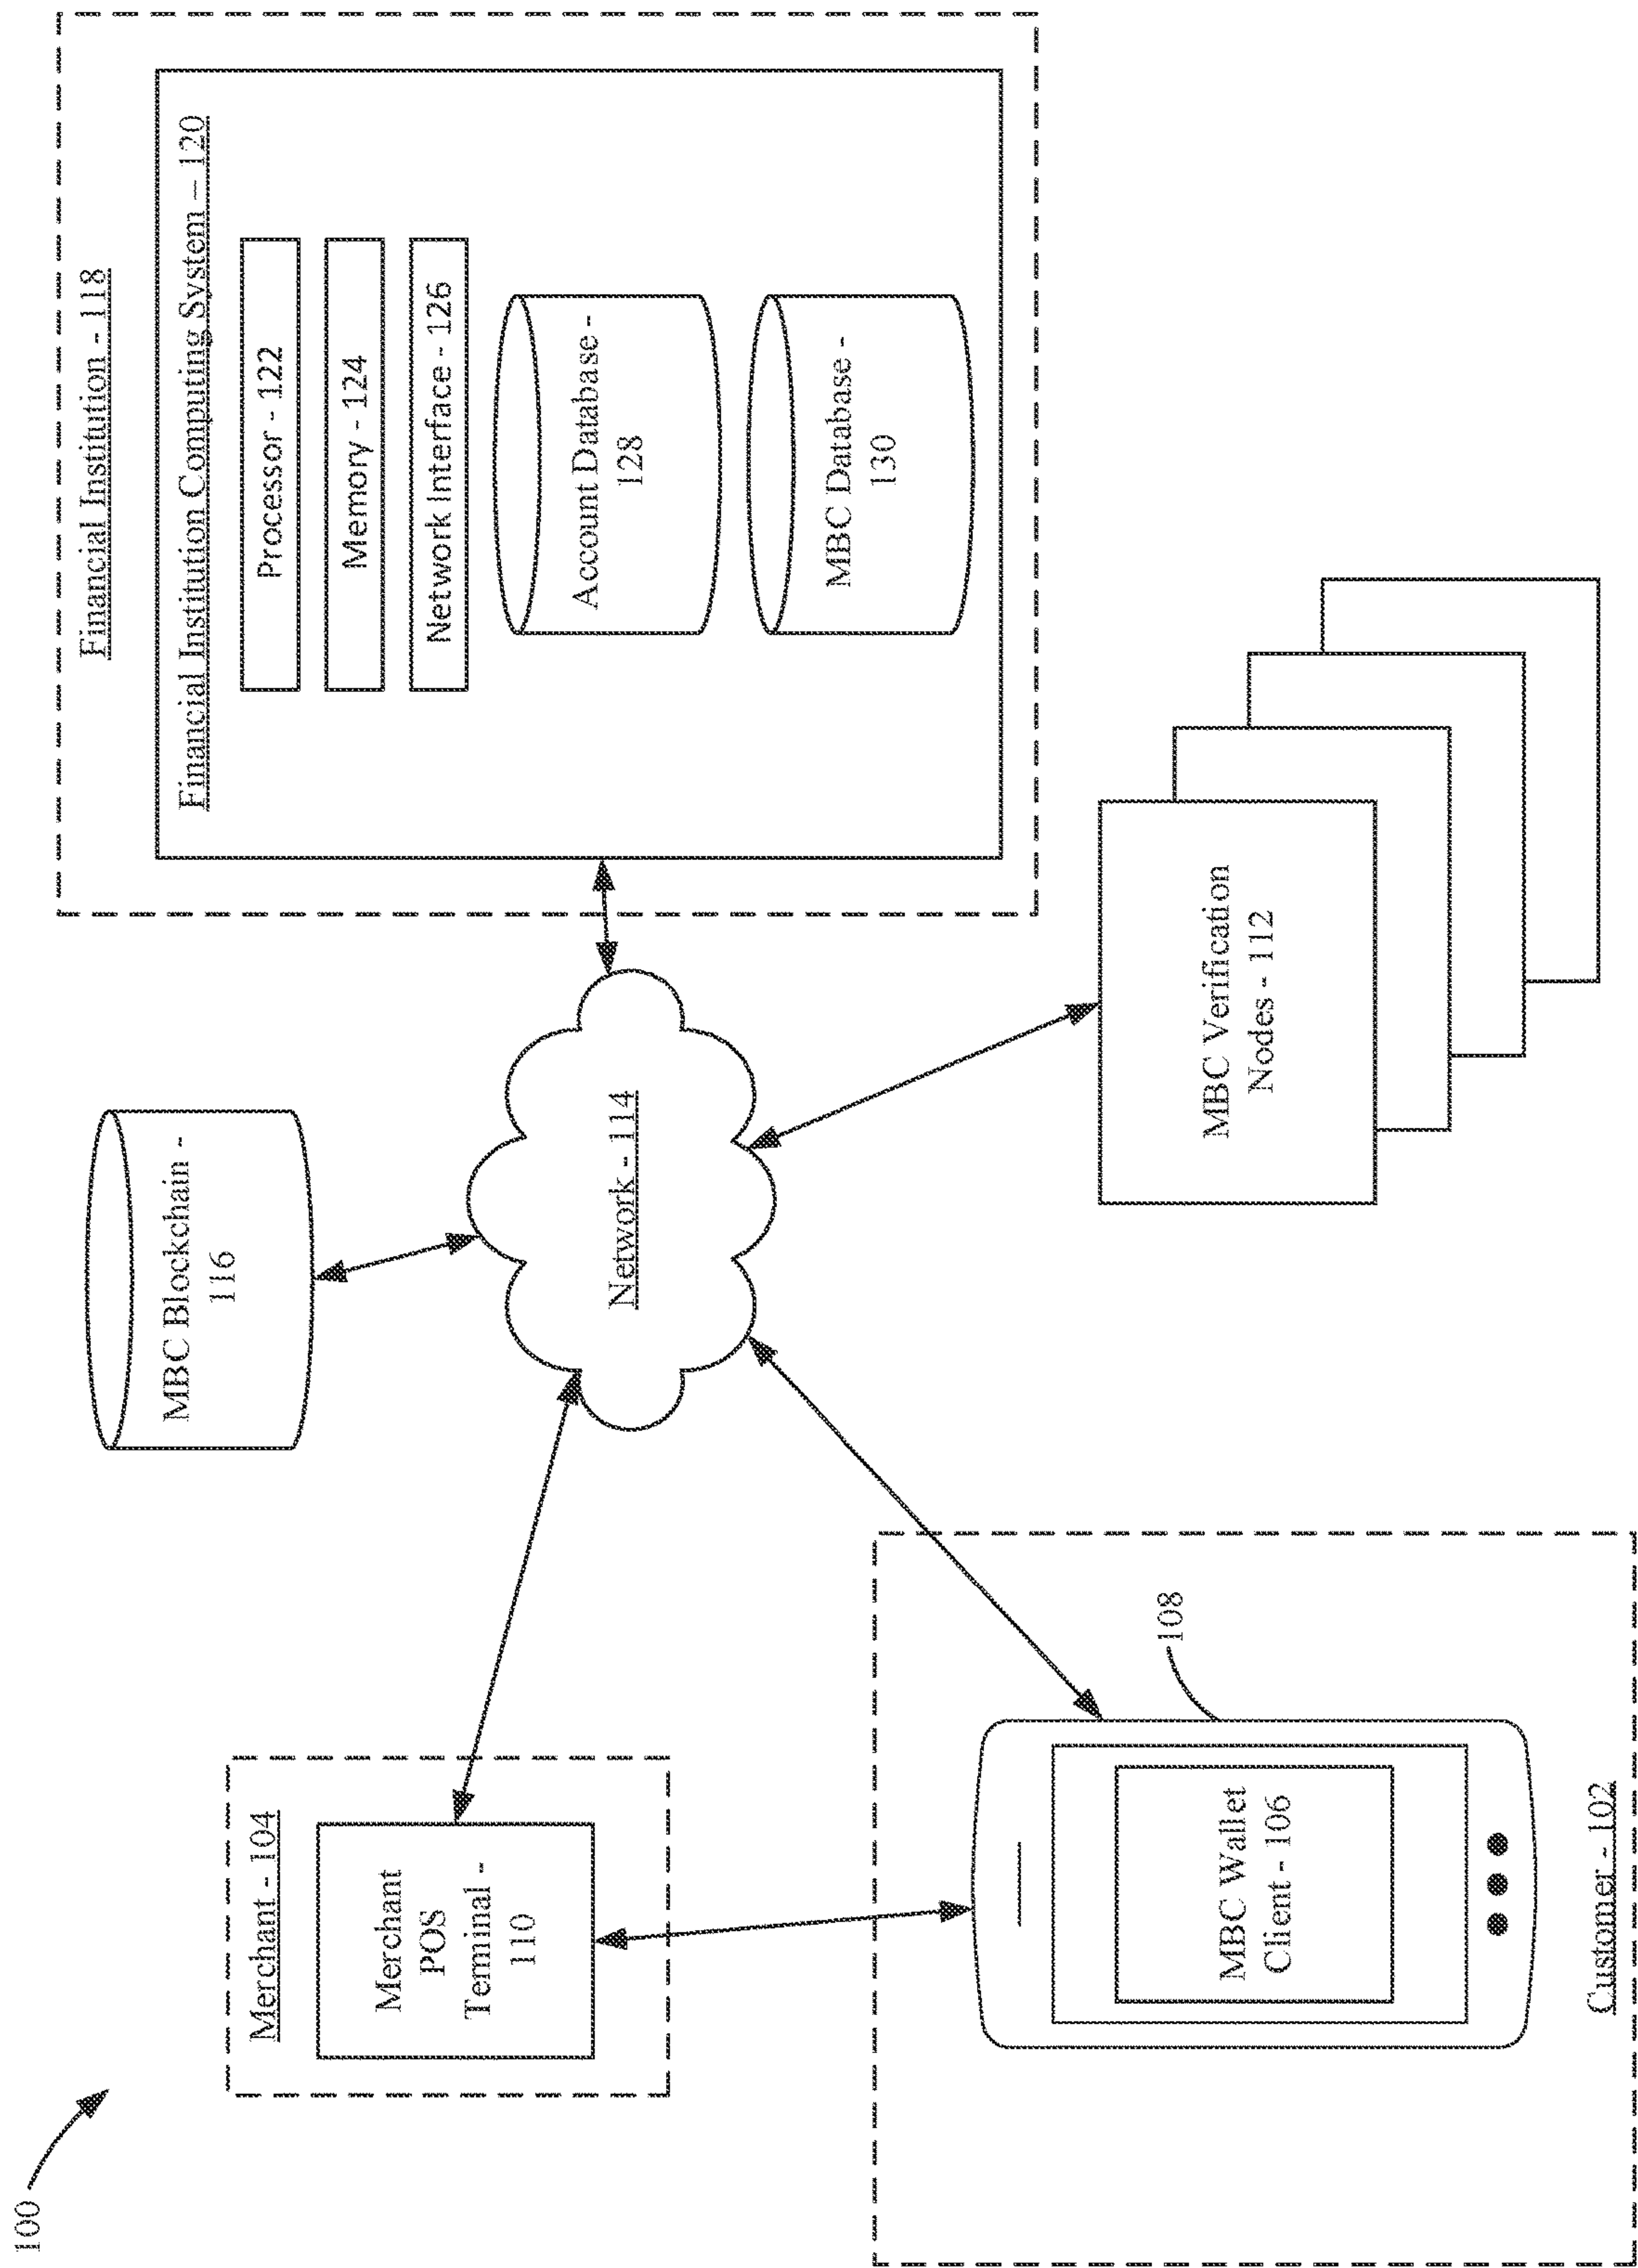 100
Merchant - 104
Merchant
POS
Terminal -
110
MBC Blockchain -
116
Financial Institution - 118
Financial Institution Computing System – 120
Processor - 122
Memory - 124
Network Interface - 126
Account Database -
128
MBC Database -
130
Network - 114
108
MBC Wallet
Client - 106
Customer - 102
MBC Verification
Nodes - 112